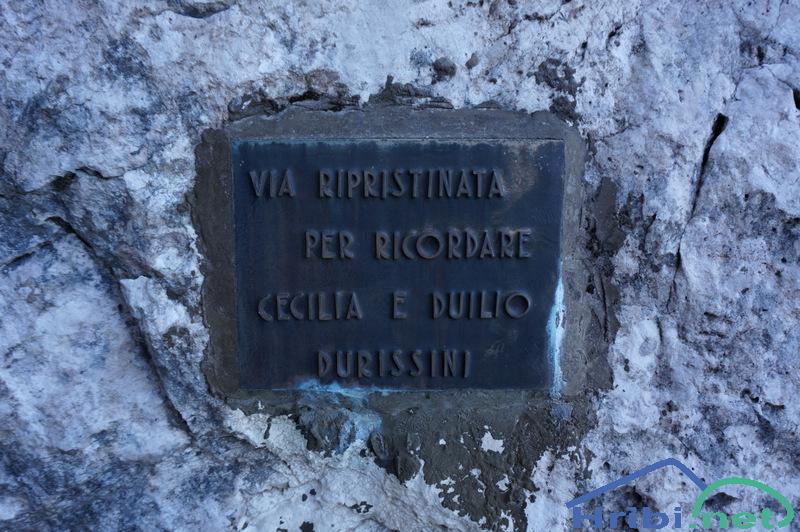 VIA RIPRISTINATA
PER RICORDARE
CECILIA E DUILIO
DURISSINI
Hribi.net